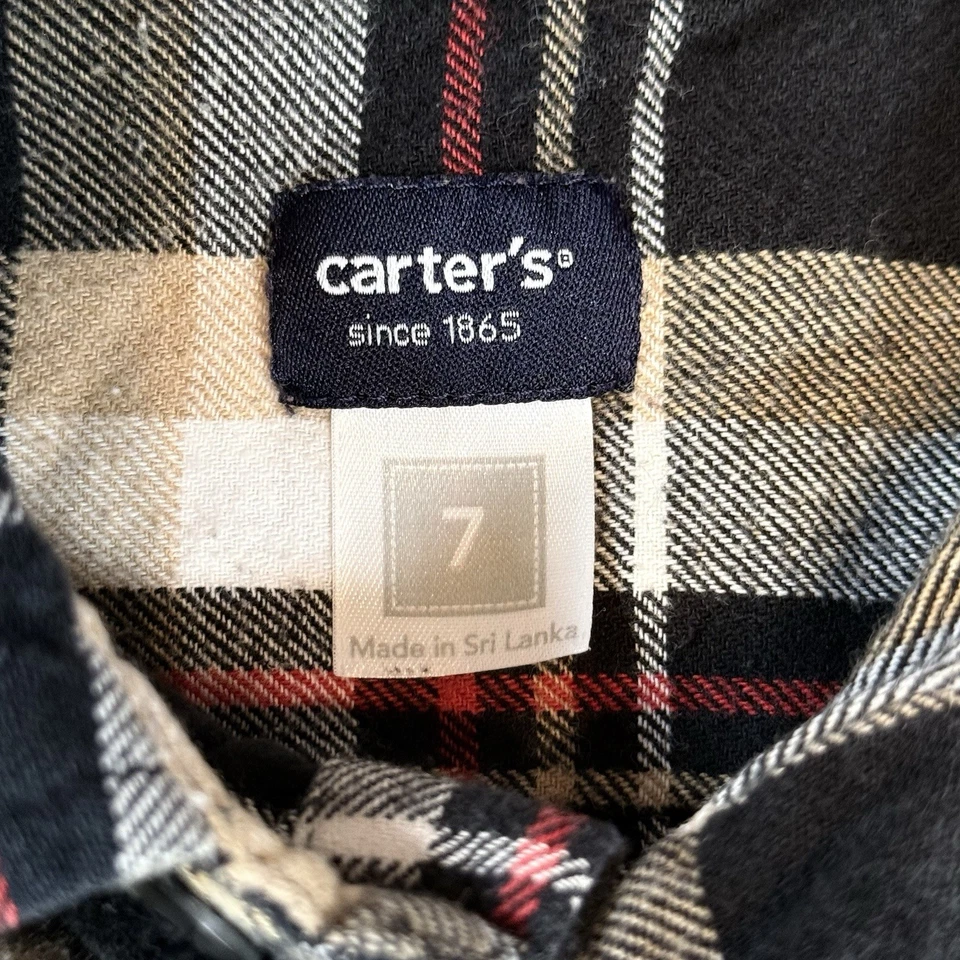 carter's®
since 1865
7
Made in Sri Lanka